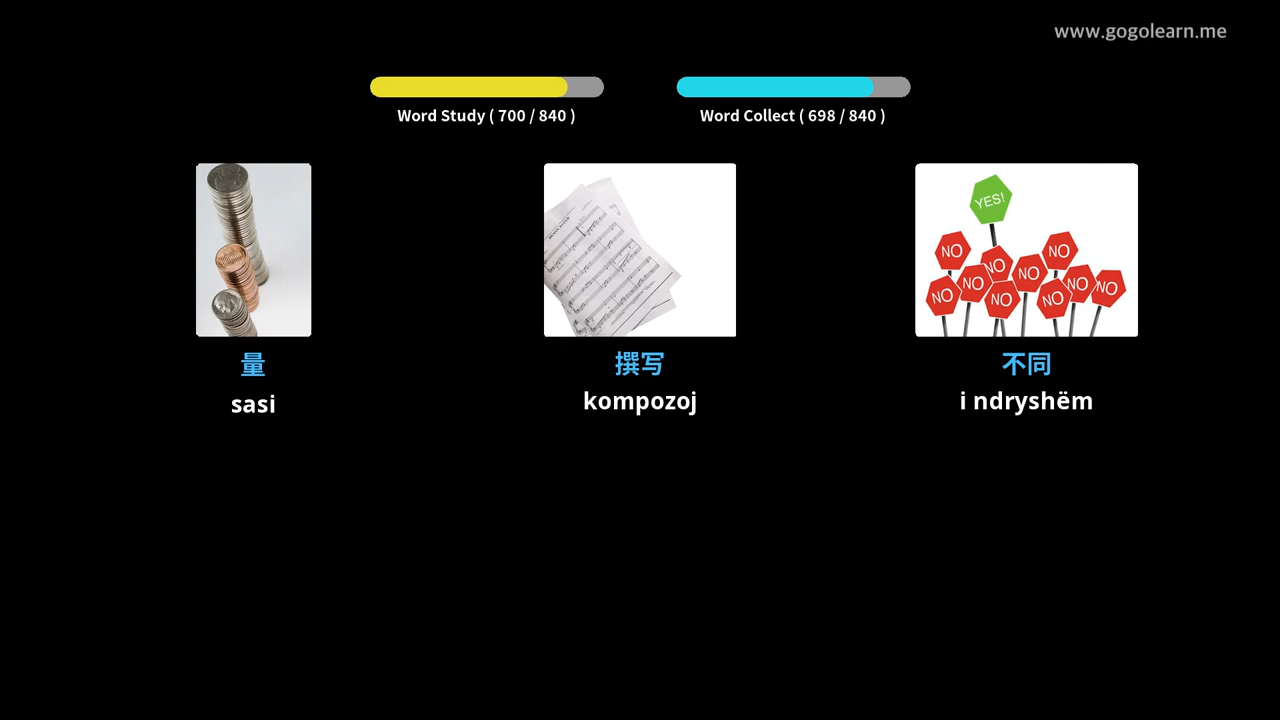 www.gogolearn.me
Word Study ( 700 / 840 )
Word Collect ( 698 / 840 )
YES!
NO
NO
NO
NO
NO
NO
NO
NO
NO
NO
量
撰写
不同
sasi
kompozoj
i ndryshëm